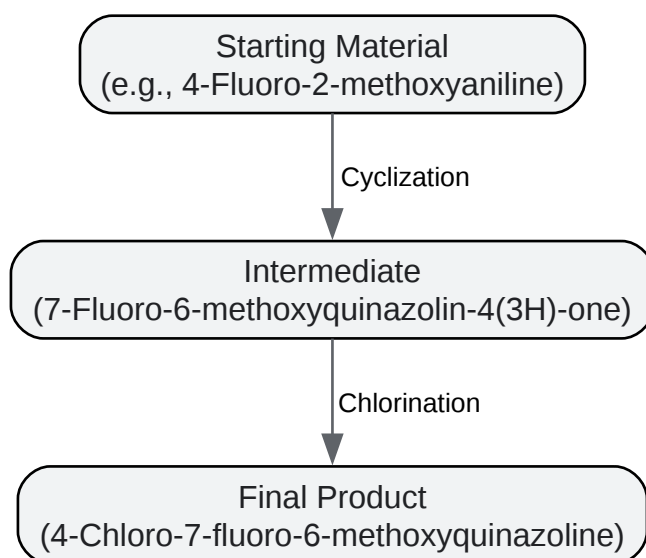 Starting Material
(e.g., 4-Fluoro-2-methoxyaniline)
Cyclization
Intermediate
(7-Fluoro-6-methoxyquinazolin-4(3H)-one)
Chlorination
Final Product
(4-Chloro-7-fluoro-6-methoxyquinazoline)